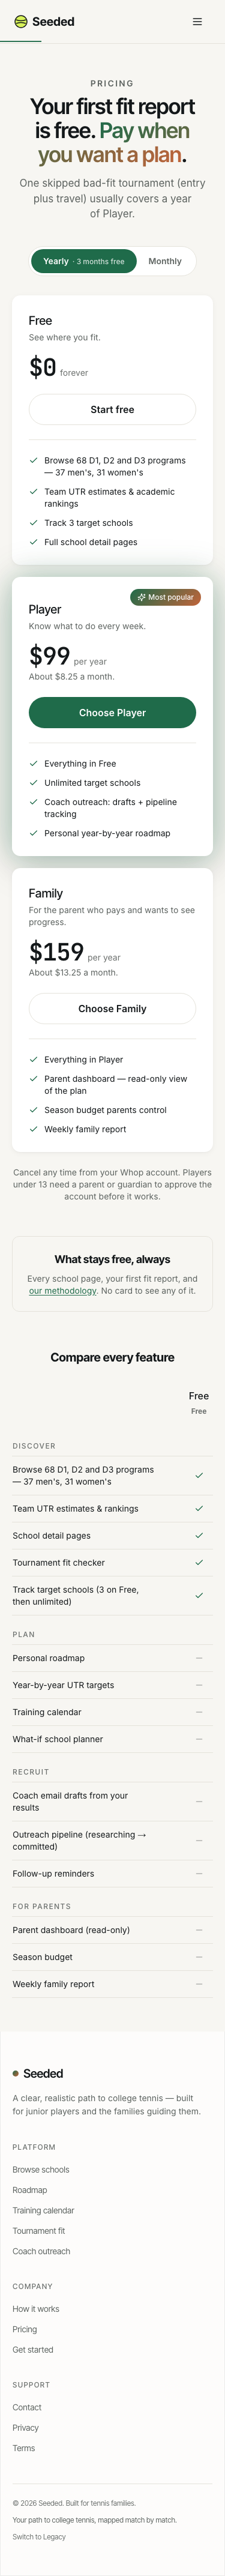 Seeded
PRICING
Your first fit report
is free. Pay when
you want a plan.
One skipped bad-fit tournament (entry
plus travel) usually covers a year
of Player.
Yearly · 3 months free Monthly
Free
See where you fit.
$0 forever
Start free
Browse 68 D1, D2 and D3 programs
— 37 men's, 31 women's
Team UTR estimates & academic
rankings
Track 3 target schools
Full school detail pages
Most popular
Player
Know what to do every week.
$99 per year
About $8.25 a month.
Choose Player
Everything in Free
Unlimited target schools
Coach outreach: drafts + pipeline
tracking
Personal year-by-year roadmap
Family
For the parent who pays and wants to see
progress.
$159 per year
About $13.25 a month.
Choose Family
Everything in Player
Parent dashboard — read-only view
of the plan
Season budget parents control
Weekly family report
Cancel any time from your Whop account. Players
under 13 need a parent or guardian to approve the
account before it works.
What stays free, always
Every school page, your first fit report, and
our methodology. No card to see any of it.
Compare every feature
Free
Free
DISCOVER
Browse 68 D1, D2 and D3 programs
— 37 men's, 31 women's
Team UTR estimates & rankings
School detail pages
Tournament fit checker
Track target schools (3 on Free,
then unlimited)
PLAN
Personal roadmap —
Year-by-year UTR targets —
Training calendar —
What-if school planner —
RECRUIT
Coach email drafts from your
results —
Outreach pipeline (researching →
committed) —
Follow-up reminders —
FOR PARENTS
Parent dashboard (read-only) —
Season budget —
Weekly family report —
Seeded
A clear, realistic path to college tennis — built
for junior players and the families guiding them.
PLATFORM
Browse schools
Roadmap
Training calendar
Tournament fit
Coach outreach
COMPANY
How it works
Pricing
Get started
SUPPORT
Contact
Privacy
Terms
© 2026 Seeded. Built for tennis families.
Your path to college tennis, mapped match by match.
Switch to Legacy